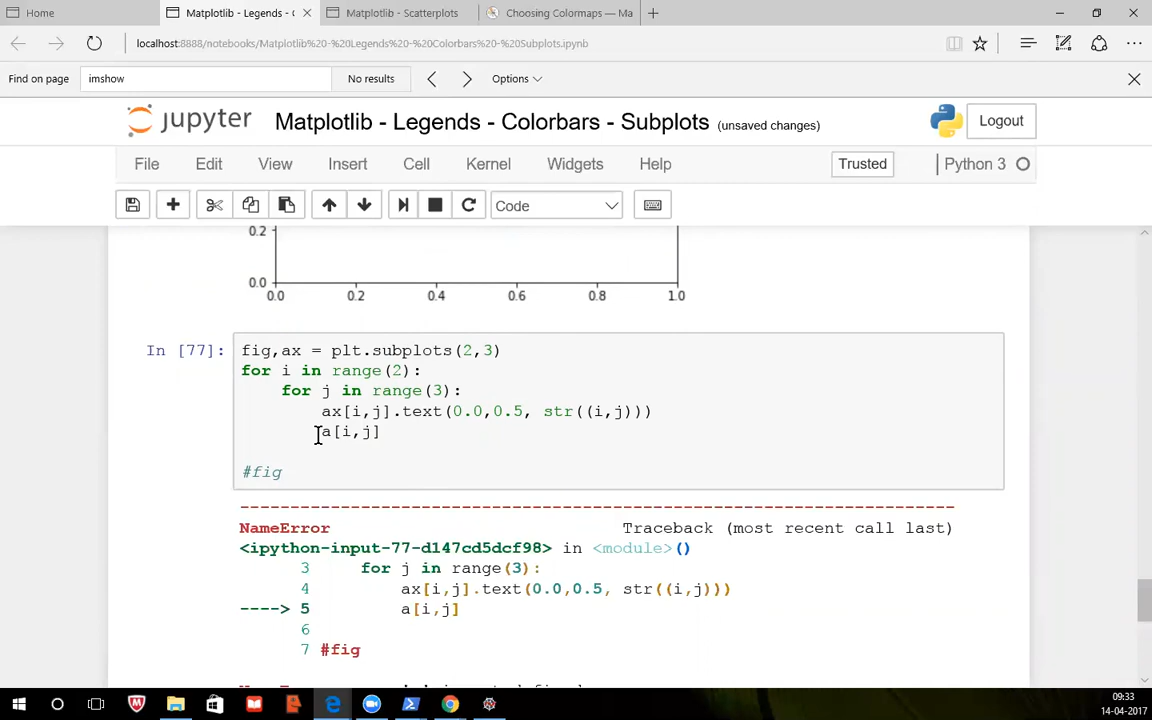 Home
Matplotlib - Legends - C
Matplotlib - Scatterplots
Choosing Colormaps — Ma
localhost:8888/notebooks/Matplotlib%20-%20Legends%20-%20Colorbars%20-%20Subplots.ipynb
Find on page
imshow
No results
Options
jupyter
Matplotlib - Legends - Colorbars - Subplots (unsaved changes)
Logout
File Edit View Insert Cell Kernel Widgets Help
Trusted
Python 3
Code
0.2
0.0
0.0 0.2 0.4 0.6 0.8 1.0
In [77]:
fig,ax = plt.subplots(2,3)
for i in range(2):
    for j in range(3):
        ax[i,j].text(0.0,0.5, str((i,j)))
        a[i,j]
#fig
---------------------------------------------------------------------------
NameError Traceback (most recent call last)
<ipython-input-77-d147cd5dcf98> in <module>()
3     for j in range(3):
4         ax[i,j].text(0.0,0.5, str((i,j)))
----> 5         a[i,j]
6
7 #fig
09:33
14-04-2017